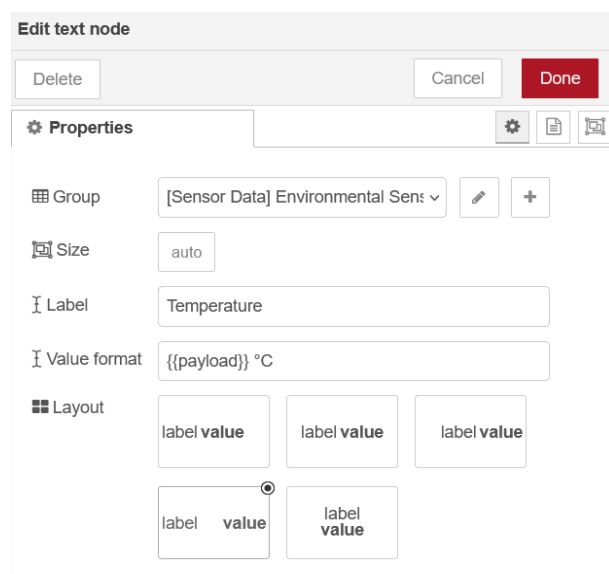 Edit text node
Delete Cancel Done
Properties
Group [Sensor Data] Environmental Sens
Size auto
Label Temperature
Value format {{payload}} °C
Layout
label value label value label value
label value label
value